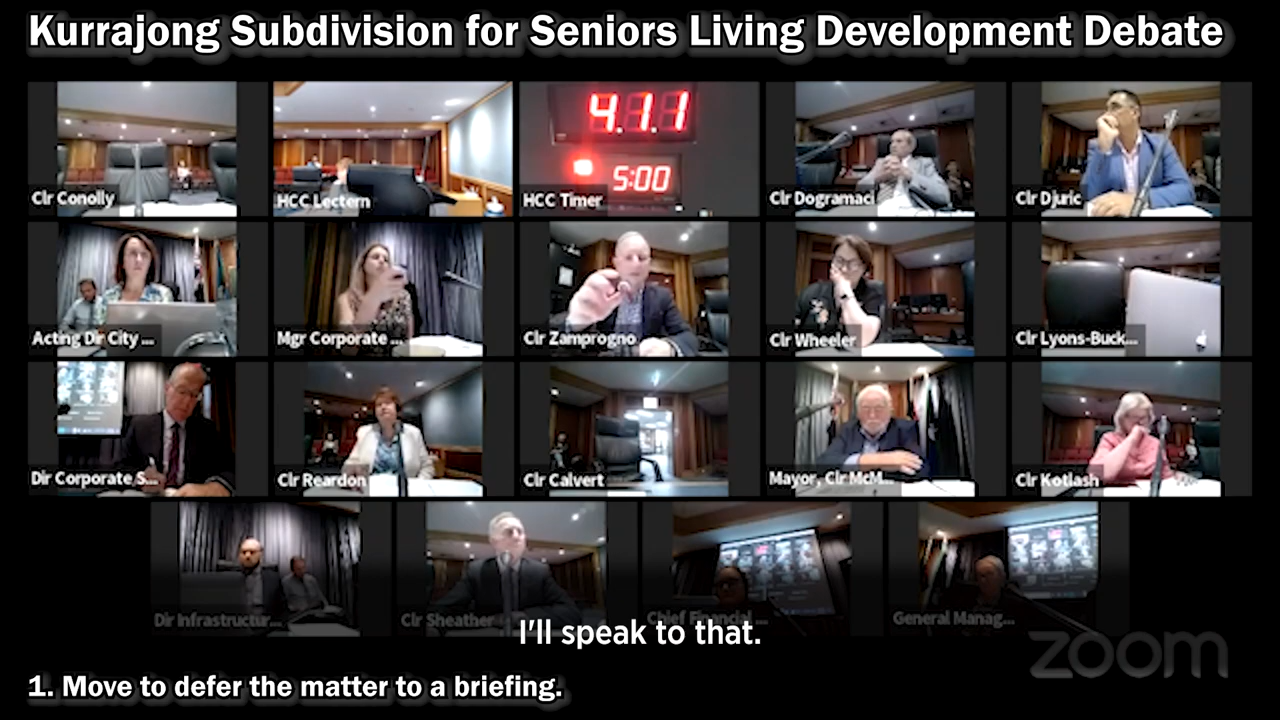 Kurrajong Subdivision for Seniors Living Development Debate
4.1.1
5:00
Clr Conolly
HCC Lectern
HCC Timer
Clr Dogramaci
Clr Djuric
Acting Dir City ...
Mgr Corporate ...
Clr Zamprogno
Clr Wheeler
Clr Lyons-Buck...
Dir Corporate S...
Clr Reardon
Clr Calvert
Mayor, Clr McM...
Clr Kotlash
Dir Infrastructur...
Clr Sheather
Chief Financial ...
General Manag...
I'll speak to that.
zoom
1. Move to defer the matter to a briefing.